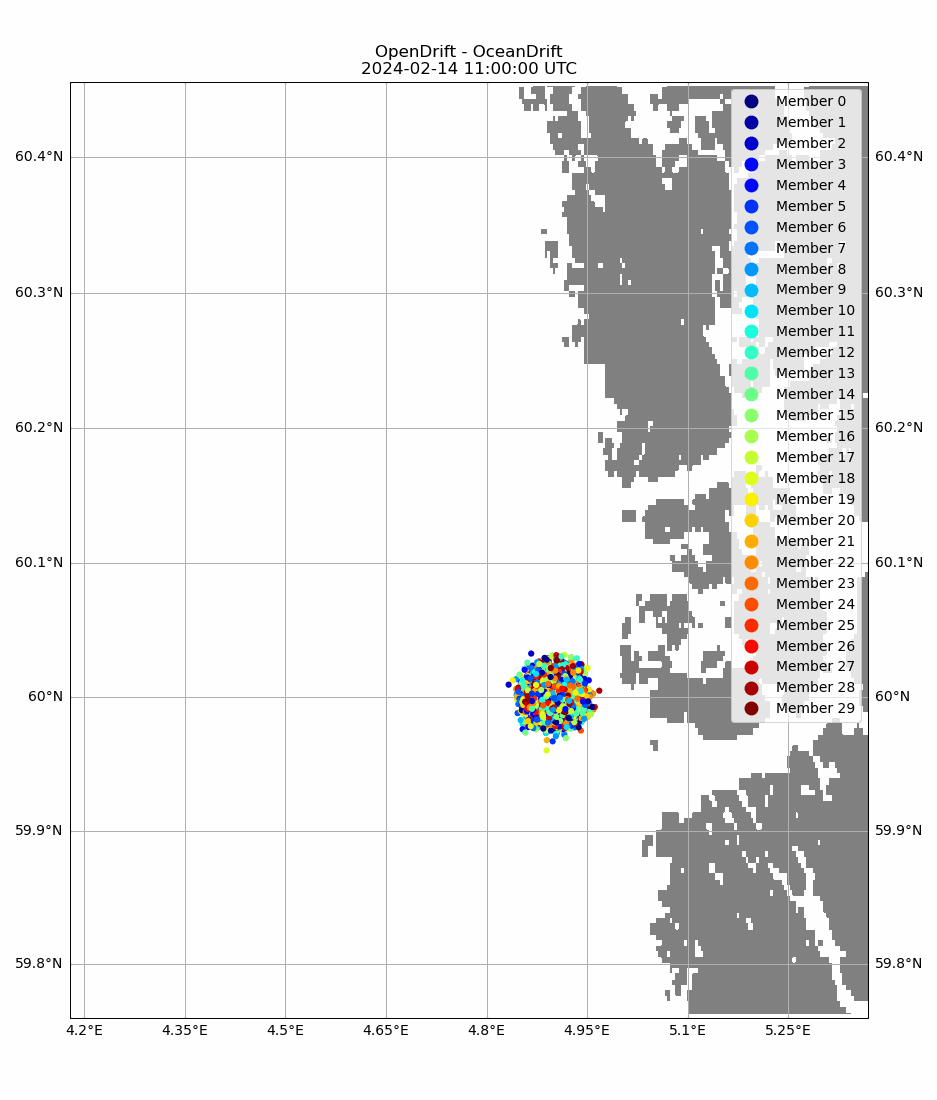 OpenDrift - OceanDrift
2024-02-14 11:00:00 UTC
Member 0
Member 1
Member 2
Member 3
Member 4
Member 5
Member 6
Member 7
Member 8
Member 9
Member 10
Member 11
Member 12
Member 13
Member 14
Member 15
Member 16
Member 17
Member 18
Member 19
Member 20
Member 21
Member 22
Member 23
Member 24
Member 25
Member 26
Member 27
Member 28
Member 29
60.4°N 60.4°N
60.3°N 60.3°N
60.2°N 60.2°N
60.1°N 60.1°N
60°N 60°N
59.9°N 59.9°N
59.8°N 59.8°N
4.2°E 4.35°E 4.5°E 4.65°E 4.8°E 4.95°E 5.1°E 5.25°E